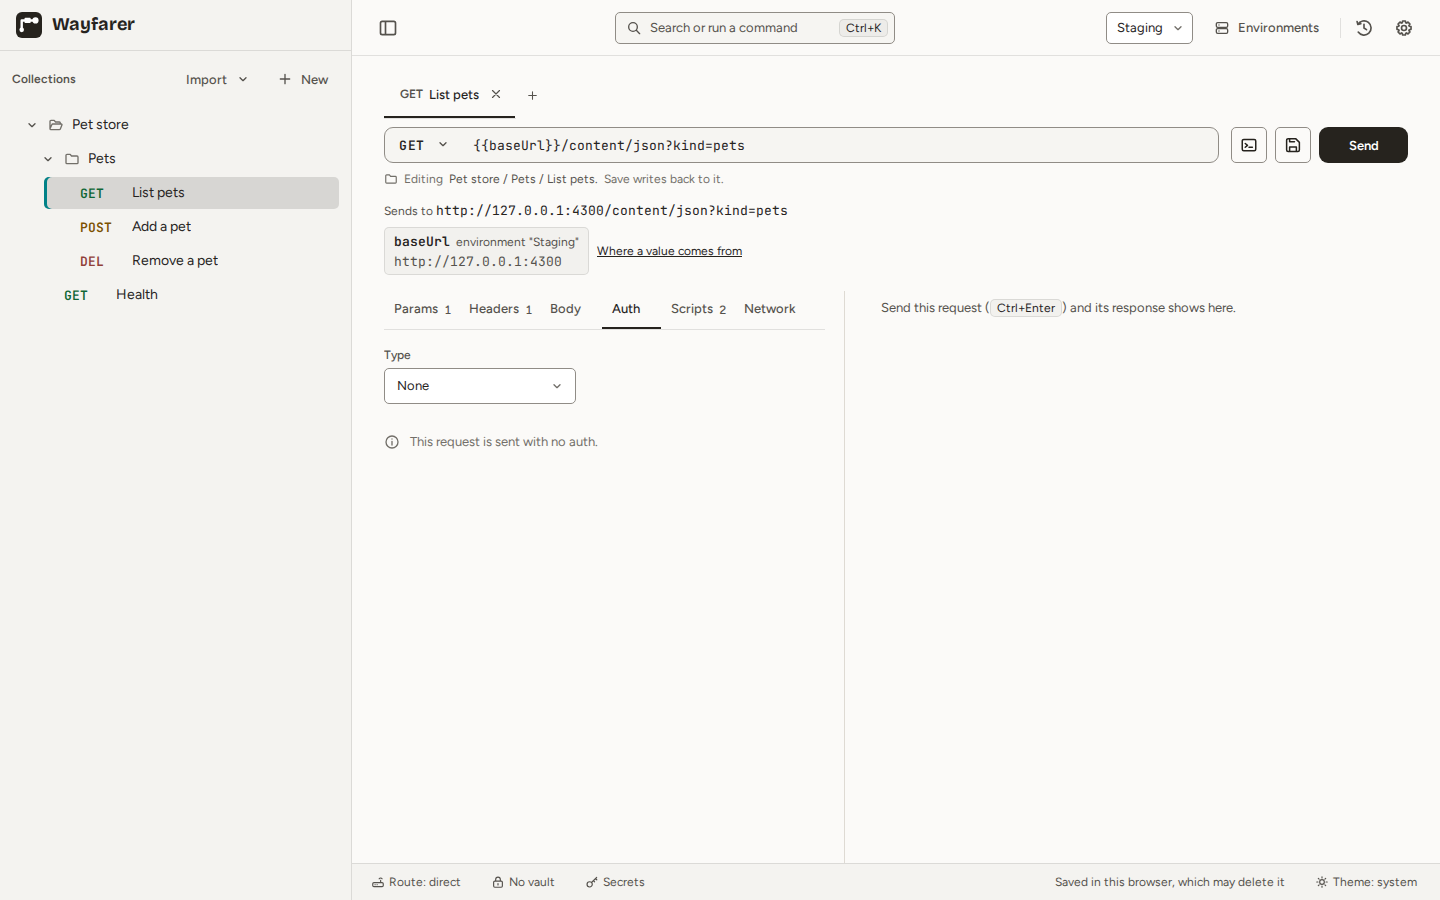 Wayfarer
Search or run a command Ctrl+K
Staging
Environments
Collections
Import
New
Pet store
Pets
GET List pets
POST Add a pet
DEL Remove a pet
GET Health
GET List pets
GET {{baseUrl}}/content/json?kind=pets
Send
Editing Pet store / Pets / List pets. Save writes back to it.
Sends to http://127.0.0.1:4300/content/json?kind=pets
baseUrl environment "Staging"
http://127.0.0.1:4300
Where a value comes from
Params 1 Headers 1 Body Auth Scripts 2 Network
Type
None
This request is sent with no auth.
Send this request (Ctrl+Enter) and its response shows here.
Route: direct
No vault
Secrets
Saved in this browser, which may delete it
Theme: system